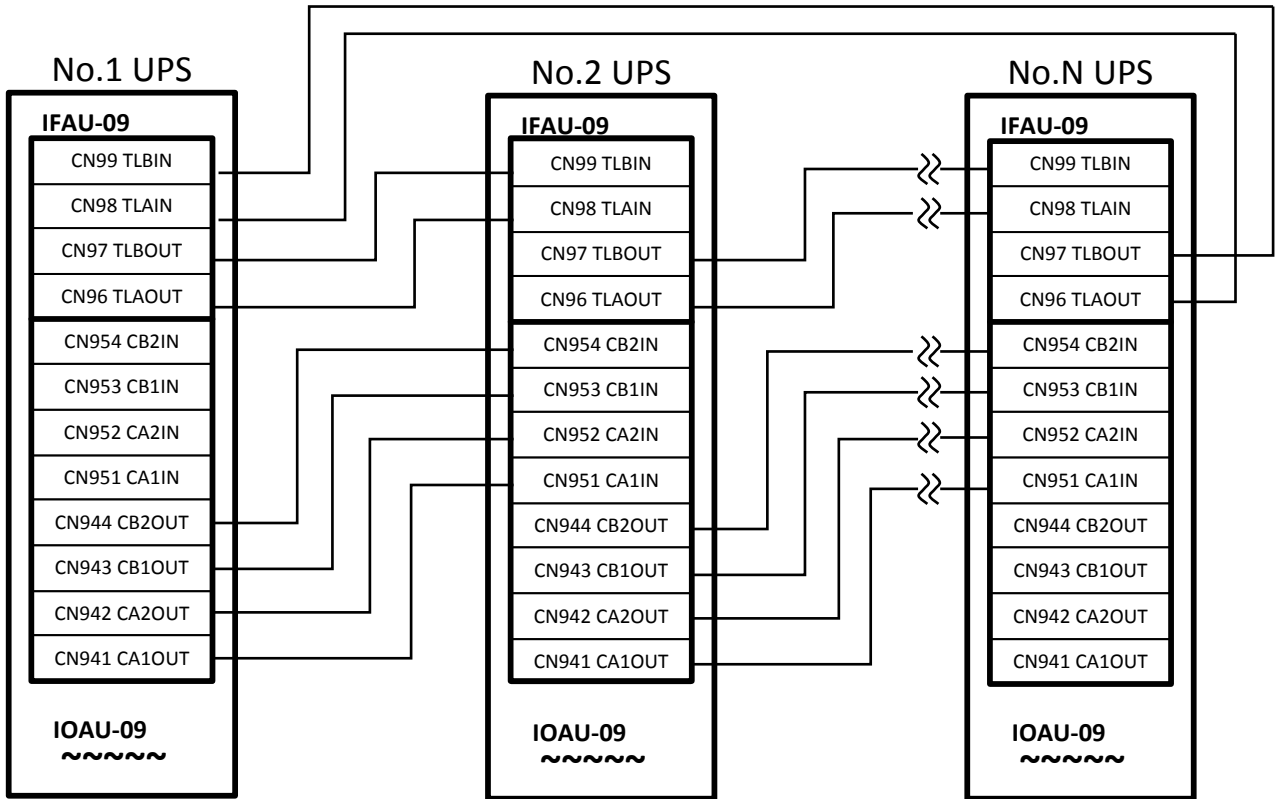 No.1 UPS
IFAU-09
CN99 TLBIN
CN98 TLAIN
CN97 TLBOUT
CN96 TLAOUT
CN954 CB2IN
CN953 CB1IN
CN952 CA2IN
CN951 CA1IN
CN944 CB2OUT
CN943 CB1OUT
CN942 CA2OUT
CN941 CA1OUT
IOAU-09
~~~~~
No.2 UPS
IFAU-09
CN99 TLBIN
CN98 TLAIN
CN97 TLBOUT
CN96 TLAOUT
CN954 CB2IN
CN953 CB1IN
CN952 CA2IN
CN951 CA1IN
CN944 CB2OUT
CN943 CB1OUT
CN942 CA2OUT
CN941 CA1OUT
IOAU-09
~~~~~
No.N UPS
IFAU-09
CN99 TLBIN
CN98 TLAIN
CN97 TLBOUT
CN96 TLAOUT
CN954 CB2IN
CN953 CB1IN
CN952 CA2IN
CN951 CA1IN
CN944 CB2OUT
CN943 CB1OUT
CN942 CA2OUT
CN941 CA1OUT
IOAU-09
~~~~~